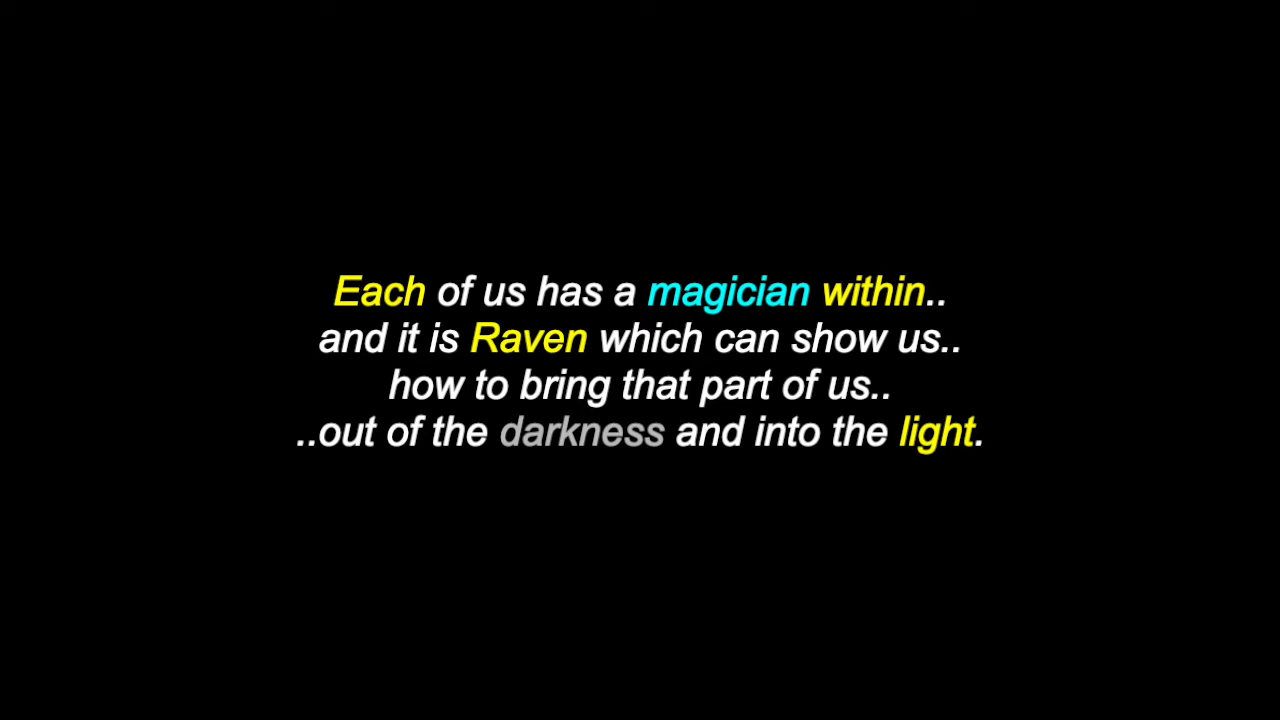 Each of us has a magician within..
and it is Raven which can show us..
how to bring that part of us..
..out of the darkness and into the light.